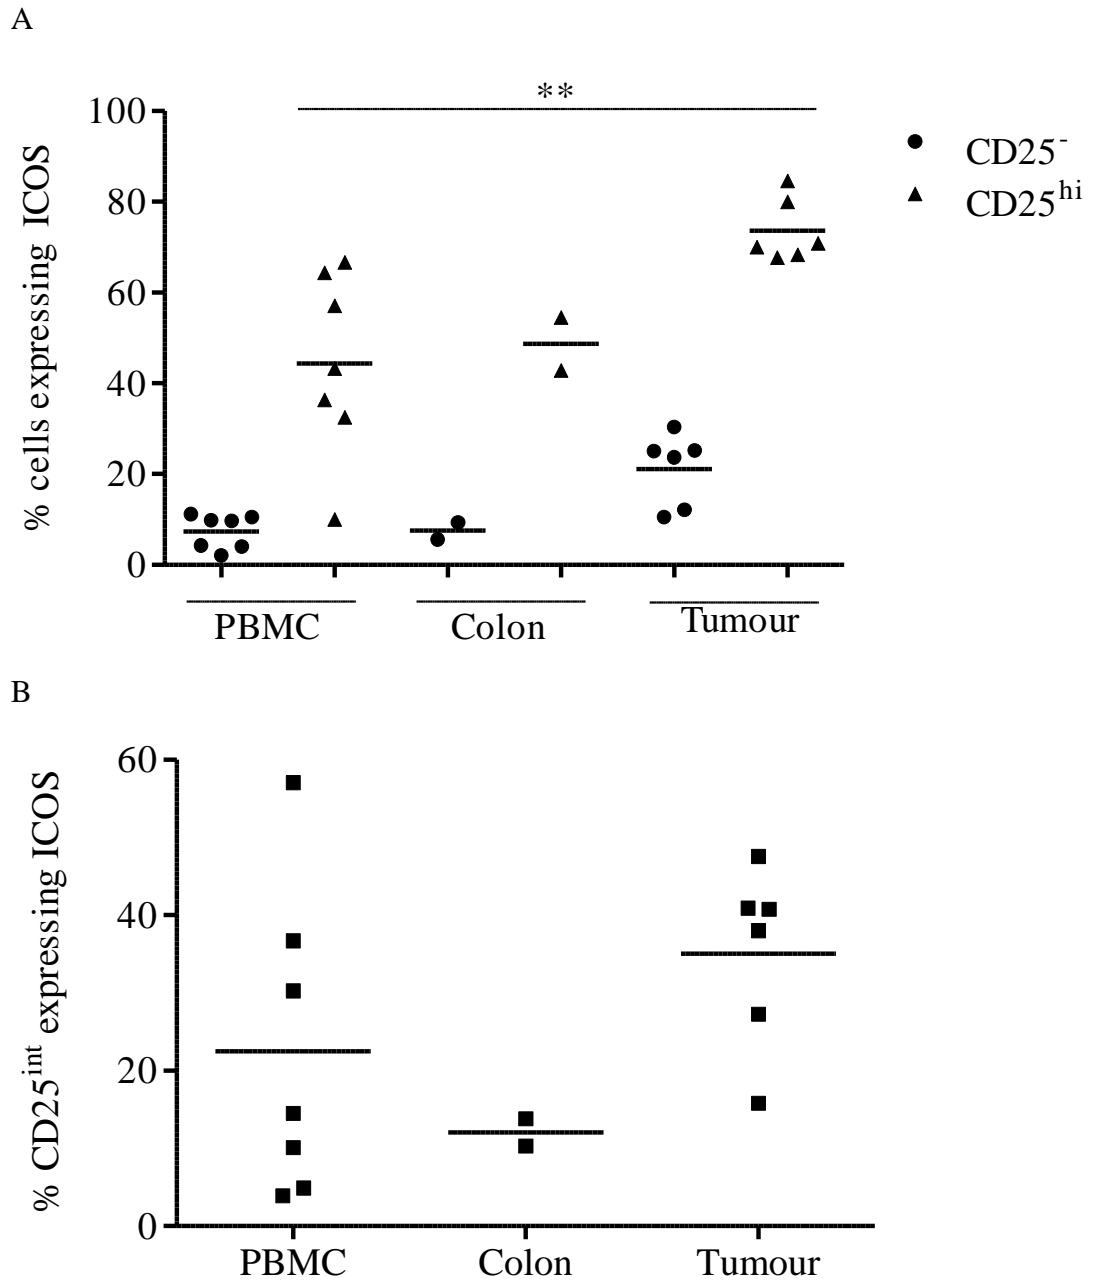 A
**
100
80
60
40
20
0
% cells expressing ICOS
CD25⁻
CD25ʰⁱ
PBMC Colon Tumour
B
60
40
20
0
% CD25ⁱⁿᵗ expressing ICOS
PBMC Colon Tumour